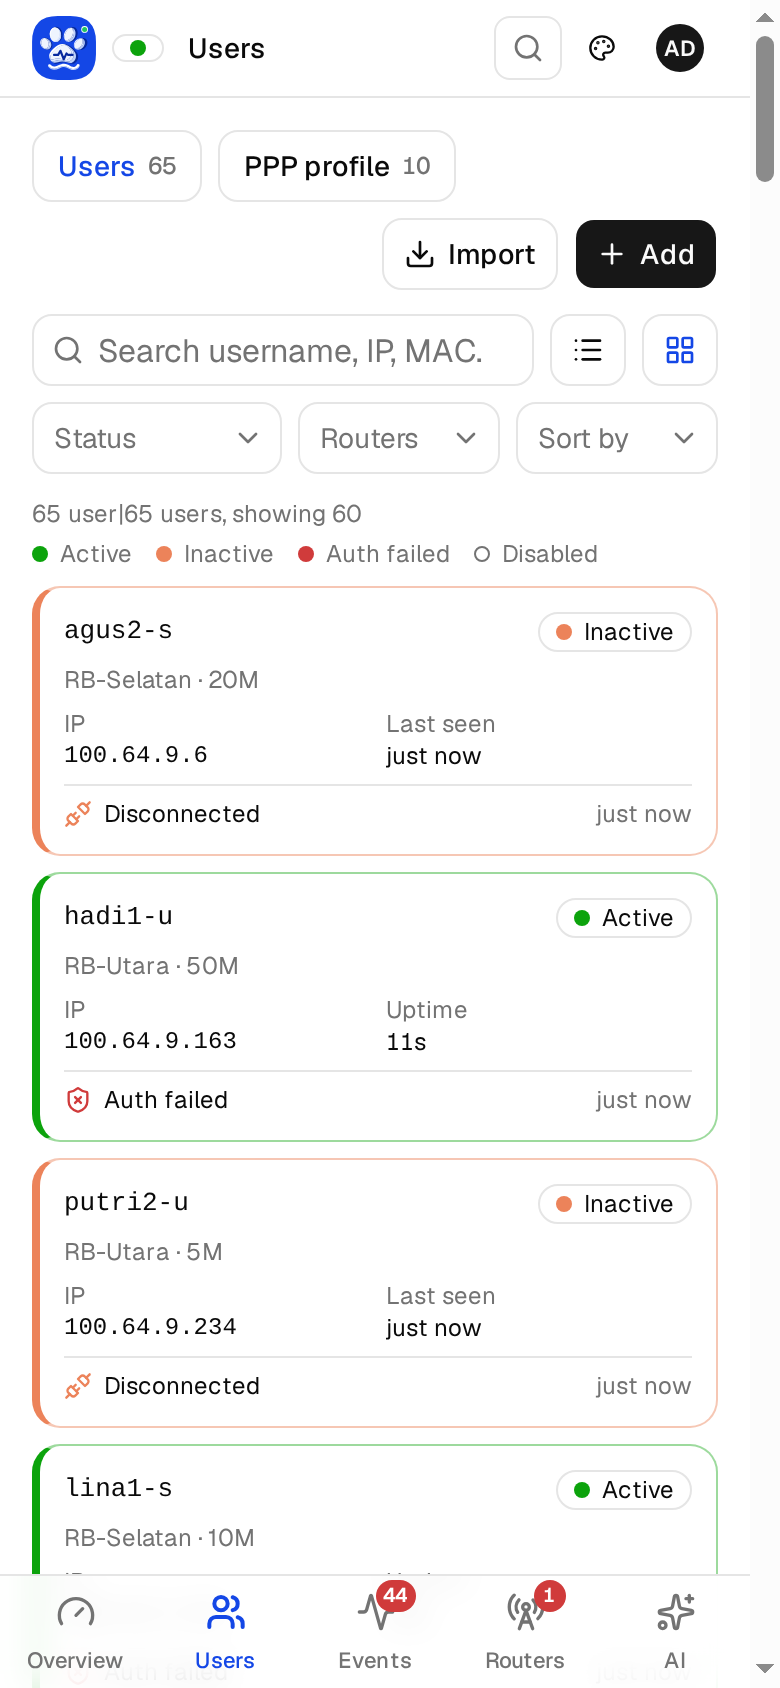 Users
AD
Users 65
PPP profile 10
Import
Add
Search username, IP, MAC.
Status
Routers
Sort by
65 user|65 users, showing 60
Active
Inactive
Auth failed
Disabled
agus2-s
Inactive
RB-Selatan · 20M
IP
Last seen
100.64.9.6
just now
Disconnected
just now
hadi1-u
Active
RB-Utara · 50M
IP
Uptime
100.64.9.163
11s
Auth failed
just now
putri2-u
Inactive
RB-Utara · 5M
IP
Last seen
100.64.9.234
just now
Disconnected
just now
lina1-s
Active
RB-Selatan · 10M
44
1
Overview
Users
Events
Routers
AI
Auth failed
just now